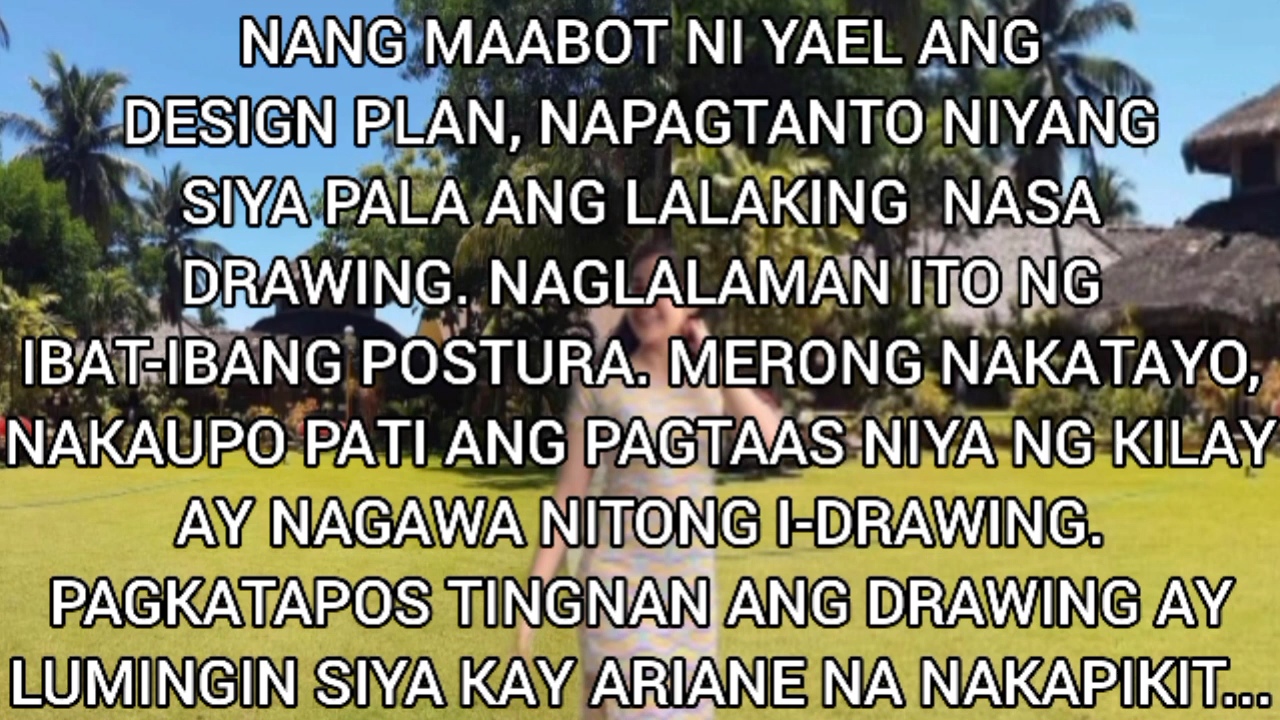 NANG MAABOT NI YAEL ANG
DESIGN PLAN, NAPAGTANTO NIYANG
SIYA PALA ANG LALAKING  NASA
DRAWING. NAGLALAMAN ITO NG
IBAT-IBANG POSTURA. MERONG NAKATAYO,
NAKAUPO PATI ANG PAGTAAS NIYA NG KILAY
AY NAGAWA NITONG I-DRAWING.
PAGKATAPOS TINGNAN ANG DRAWING AY
LUMINGIN SIYA KAY ARIANE NA NAKAPIKIT...